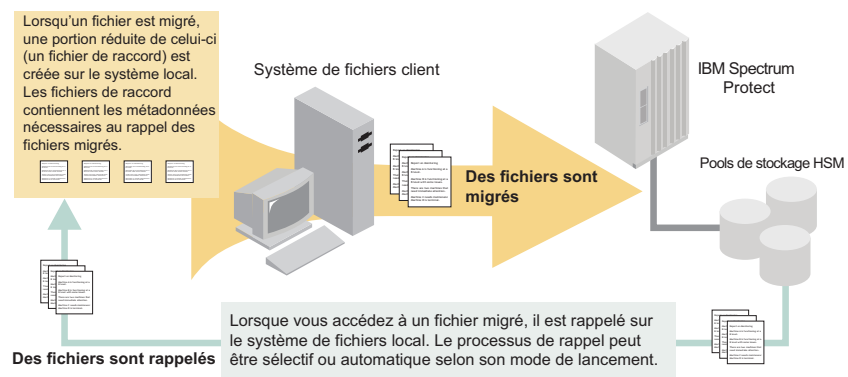 Lorsqu'un fichier est migré,
une portion réduite de celui-ci
(un fichier de raccord) est
créée sur le système local.
Les fichiers de raccord
contiennent les métadonnées
nécessaires au rappel des
fichiers migrés.
Système de fichiers client
Des fichiers sont
migrés
IBM Spectrum
Protect
Pools de stockage HSM
Des fichiers sont rappelés
Lorsque vous accédez à un fichier migré, il est rappelé sur
le système de fichiers local. Le processus de rappel peut
être sélectif ou automatique selon son mode de lancement.